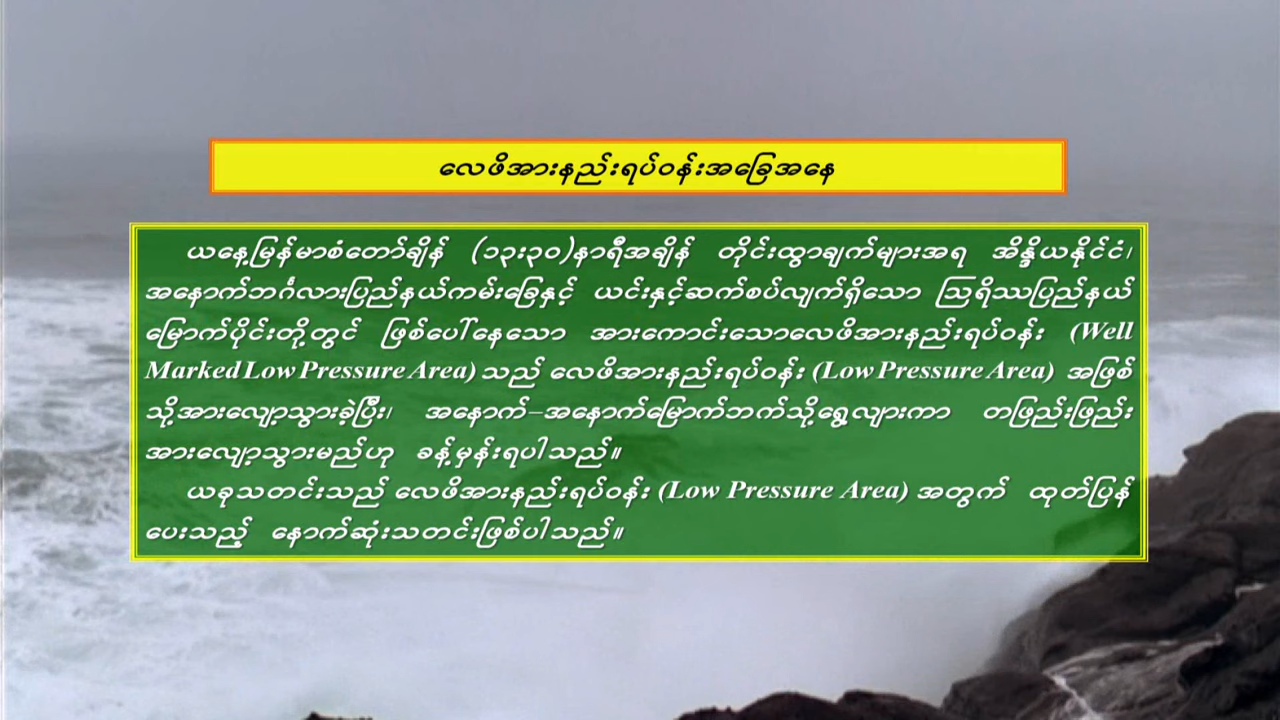 လေဖိအားနည်းရပ်ဝန်းအခြေအနေ
ယနေ့မြန်မာစံတော်ချိန် (၁၃း၃၀)နာရီအချိန် တိုင်းထွာချက်များအရ အိန္ဒိယနိုင်ငံ၊
အနောက်ဘင်္ဂလားပြည်နယ်ကမ်းခြေနှင့် ယင်းနှင့်ဆက်စပ်လျက်ရှိသော ဩရိဿပြည်နယ်
မြောက်ပိုင်းတို့တွင် ဖြစ်ပေါ်နေသော အားကောင်းသောလေဖိအားနည်းရပ်ဝန်း (Well
Marked Low Pressure Area) သည် လေဖိအားနည်းရပ်ဝန်း (Low Pressure Area) အဖြစ်
သို့အားလျော့သွားခဲ့ပြီး၊ အနောက်–အနောက်မြောက်ဘက်သို့ရွေ့လျားကာ တဖြည်းဖြည်း
အားလျော့သွားမည်ဟု ခန့်မှန်းရပါသည်။
ယခုသတင်းသည် လေဖိအားနည်းရပ်ဝန်း (Low Pressure Area) အတွက် ထုတ်ပြန်
ပေးသည့် နောက်ဆုံးသတင်းဖြစ်ပါသည်။